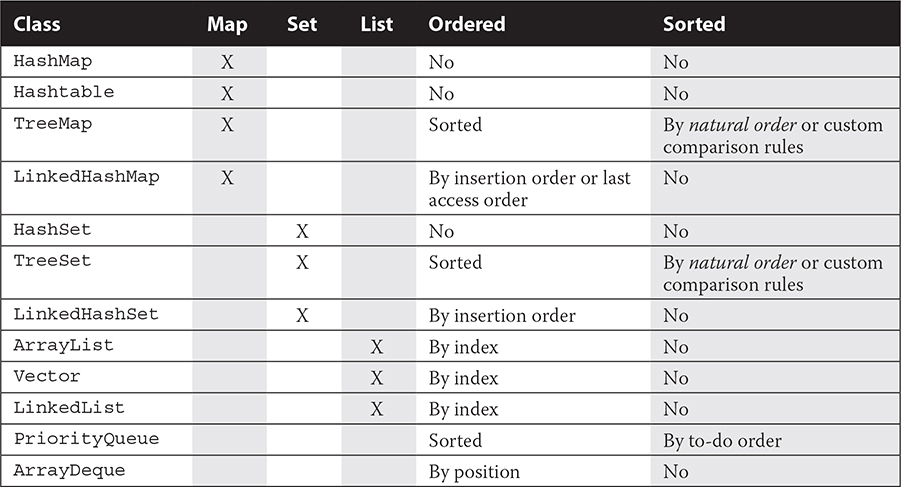 Class Map Set List Ordered Sorted
HashMap X No No
Hashtable X No No
TreeMap X Sorted By natural order or custom
comparison rules
LinkedHashMap X By insertion order or last No
access order
HashSet X No No
TreeSet X Sorted By natural order or custom
comparison rules
LinkedHashSet X By insertion order No
ArrayList X By index No
Vector X By index No
LinkedList X By index No
PriorityQueue Sorted By to-do order
ArrayDeque By position No